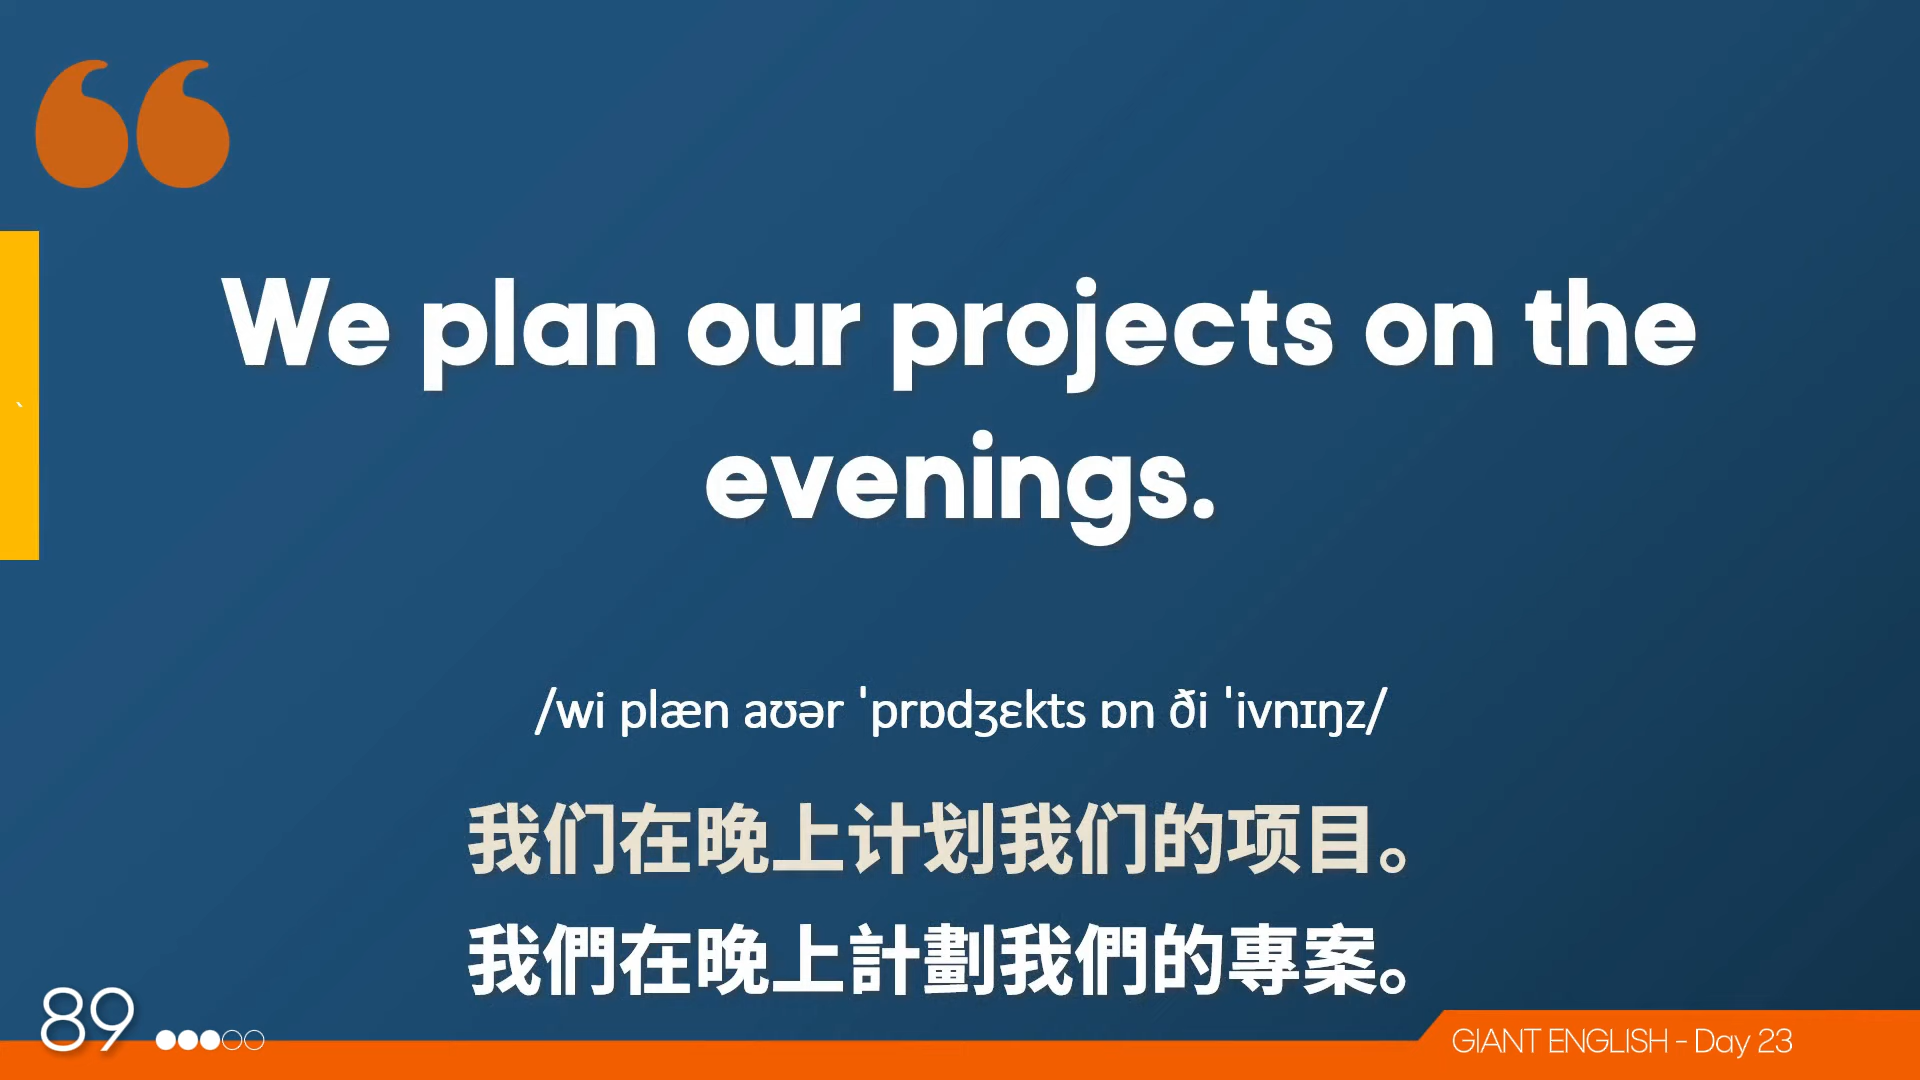 We plan our projects on the
evenings.
/wi plæn aʊər ˈprɒdʒɛkts ɒn ði ˈivnɪŋz/
我们在晚上计划我们的项目。
我們在晚上計劃我們的專案。
89
GIANT ENGLISH - Day 23